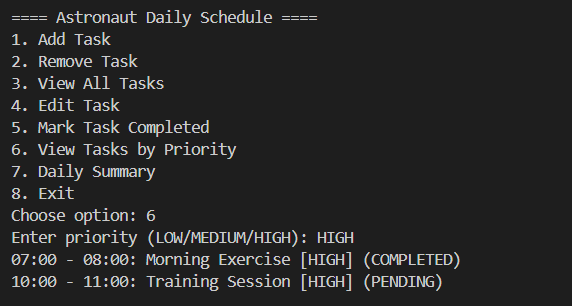 ==== Astronaut Daily Schedule ====
1. Add Task
2. Remove Task
3. View All Tasks
4. Edit Task
5. Mark Task Completed
6. View Tasks by Priority
7. Daily Summary
8. Exit
Choose option: 6
Enter priority (LOW/MEDIUM/HIGH): HIGH
07:00 - 08:00: Morning Exercise [HIGH] (COMPLETED)
10:00 - 11:00: Training Session [HIGH] (PENDING)